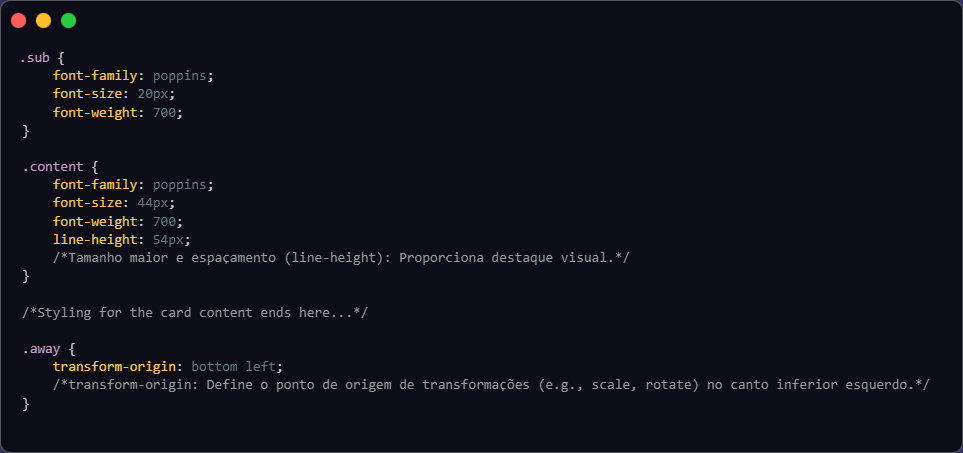 .sub {
    font-family: poppins;
    font-size: 20px;
    font-weight: 700;
}

.content {
    font-family: poppins;
    font-size: 44px;
    font-weight: 700;
    line-height: 54px;
    /*Tamanho maior e espaçamento (line-height): Proporciona destaque visual.*/
}

/*Styling for the card content ends here...*/

.away {
    transform-origin: bottom left;
    /*transform-origin: Define o ponto de origem de transformações (e.g., scale, rotate) no canto inferior esquerdo.*/
}